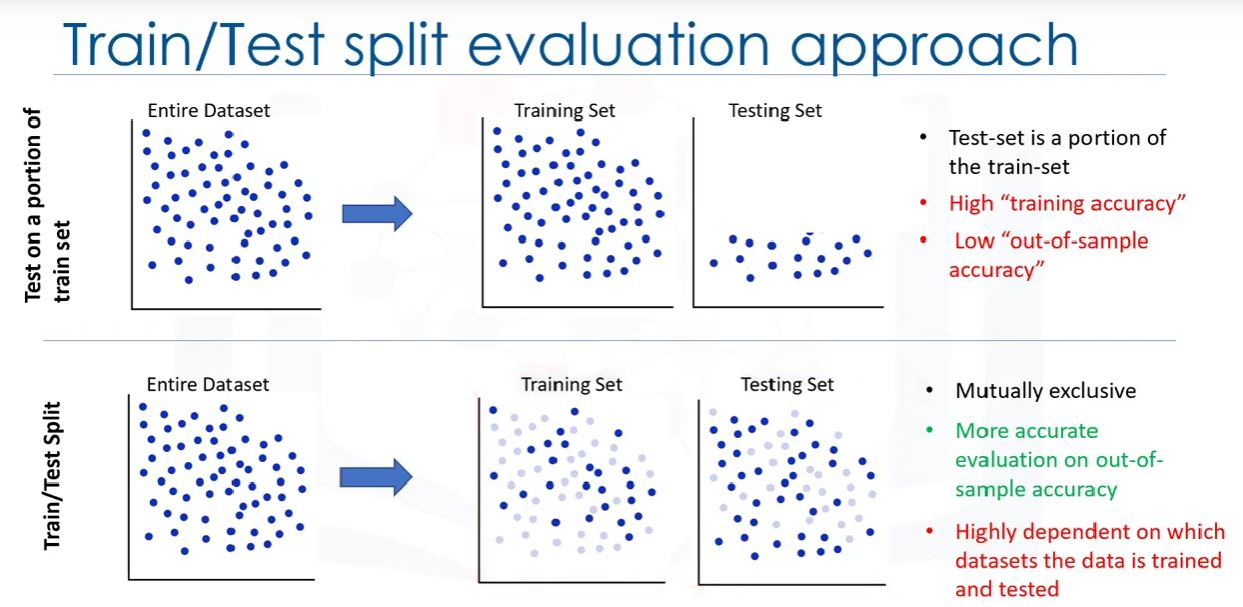 Train/Test split evaluation approach
Test on a portion of
train set
Entire Dataset
Training Set
Testing Set
• Test-set is a portion of
the train-set
• High “training accuracy”
• Low “out-of-sample
accuracy”
Train/Test Split
Entire Dataset
Training Set
Testing Set
• Mutually exclusive
• More accurate
evaluation on out-of-
sample accuracy
• Highly dependent on which
datasets the data is trained
and tested